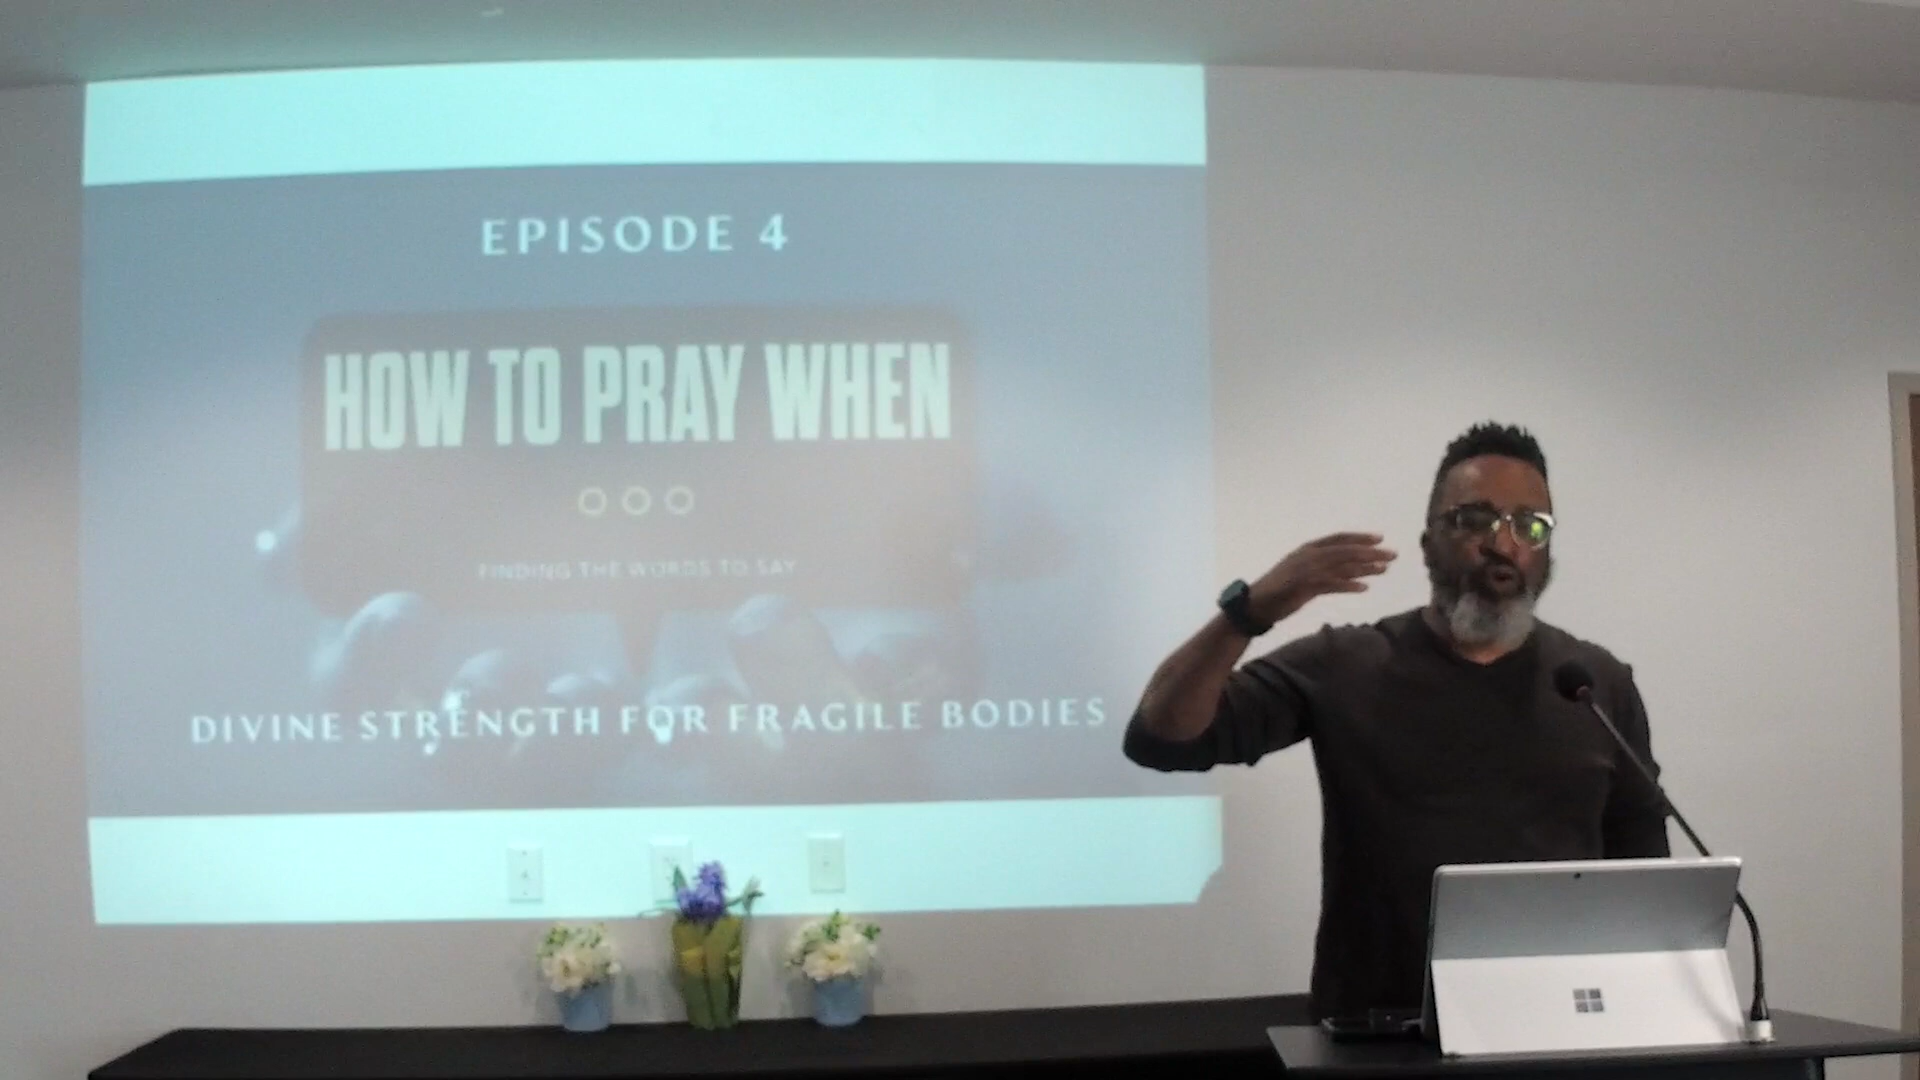 EPISODE 4
HOW TO PRAY WHEN
FINDING THE WORDS TO SAY
DIVINE STRENGTH FOR FRAGILE BODIES